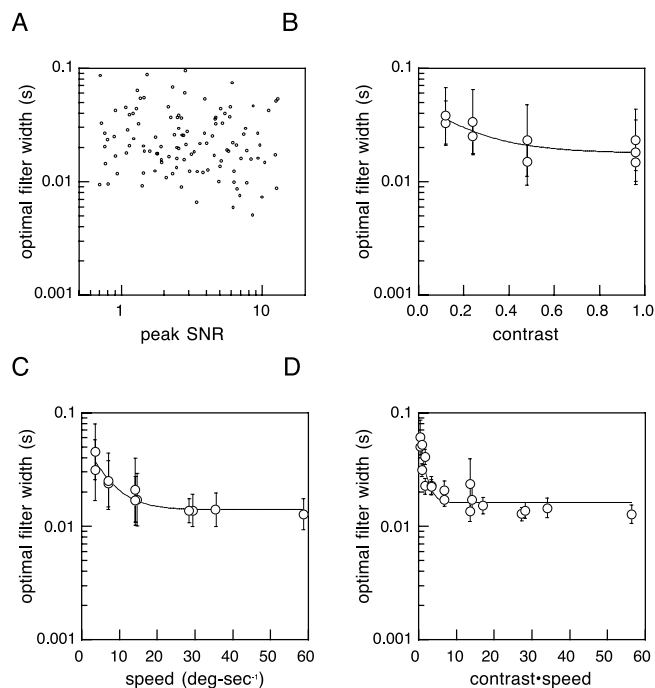 A
B
optimal filter width (s)
0.1
0.01
0.001
1
10
peak SNR
optimal filter width (s)
0.1
0.01
0.001
0.0
0.2
0.4
0.6
0.8
1.0
contrast
C
D
optimal filter width (s)
0.1
0.01
0.001
0
10
20
30
40
50
60
speed (deg-sec⁻¹)
optimal filter width (s)
0.1
0.01
0.001
0
10
20
30
40
50
60
contrast•speed